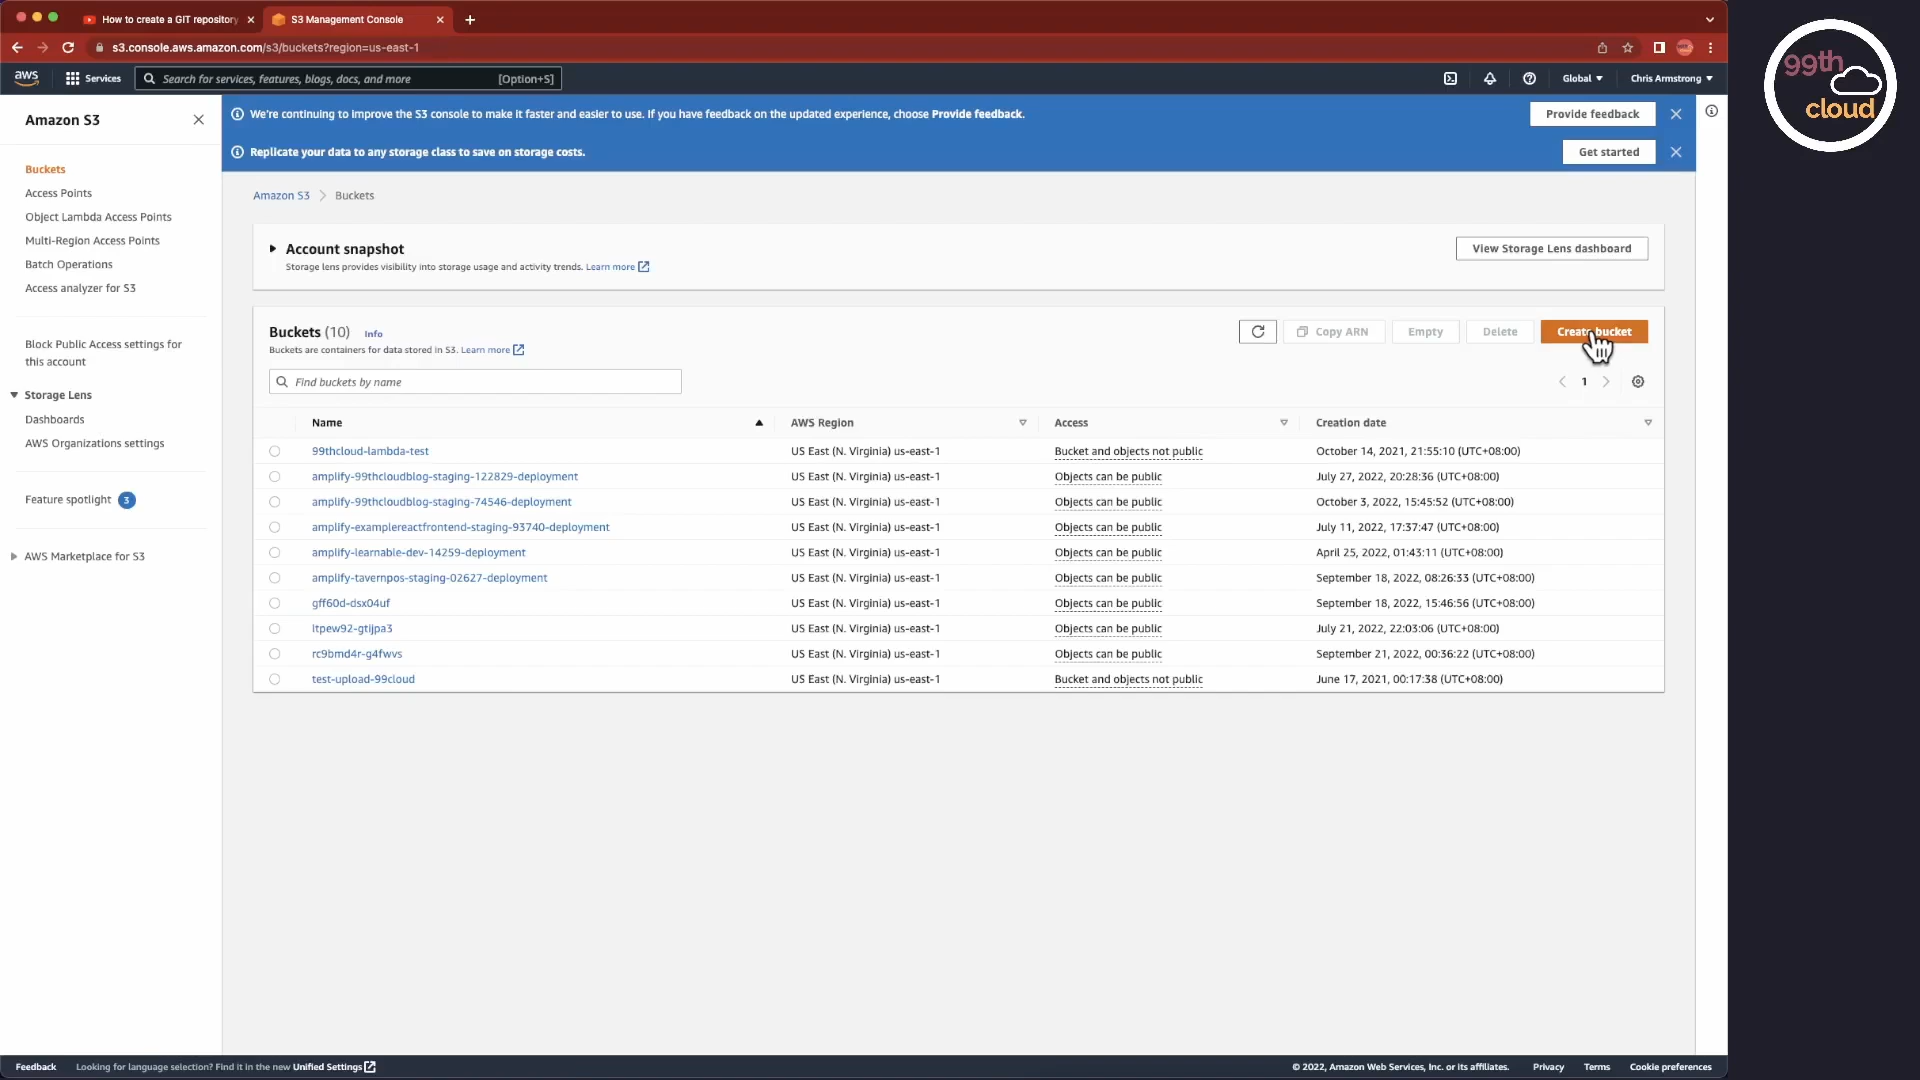 How to create a GIT repository
S3 Management Console
s3.console.aws.amazon.com/s3/buckets?region=us-east-1
aws
Services
Search for services, features, blogs, docs, and more
[Option+S]
Global
Chris Armstrong
99th
cloud
Amazon S3
Buckets
Access Points
Object Lambda Access Points
Multi-Region Access Points
Batch Operations
Access analyzer for S3
Block Public Access settings for
this account
Storage Lens
Dashboards
AWS Organizations settings
Feature spotlight 3
AWS Marketplace for S3
We're continuing to improve the S3 console to make it faster and easier to use. If you have feedback on the updated experience, choose Provide feedback.
Provide feedback
Replicate your data to any storage class to save on storage costs.
Get started
Amazon S3 Buckets
Account snapshot
Storage lens provides visibility into storage usage and activity trends. Learn more
View Storage Lens dashboard
Buckets (10) Info
Buckets are containers for data stored in S3. Learn more
Copy ARN
Empty
Delete
Create bucket
Find buckets by name
1
Name AWS Region Access Creation date
99thcloud-lambda-test US East (N. Virginia) us-east-1 Bucket and objects not public October 14, 2021, 21:55:10 (UTC+08:00)
amplify-99thcloudblog-staging-122829-deployment US East (N. Virginia) us-east-1 Objects can be public July 27, 2022, 20:28:36 (UTC+08:00)
amplify-99thcloudblog-staging-74546-deployment US East (N. Virginia) us-east-1 Objects can be public October 3, 2022, 15:45:52 (UTC+08:00)
amplify-examplereactfrontend-staging-93740-deployment US East (N. Virginia) us-east-1 Objects can be public July 11, 2022, 17:37:47 (UTC+08:00)
amplify-learnable-dev-14259-deployment US East (N. Virginia) us-east-1 Objects can be public April 25, 2022, 01:43:11 (UTC+08:00)
amplify-tavernpos-staging-02627-deployment US East (N. Virginia) us-east-1 Objects can be public September 18, 2022, 08:26:33 (UTC+08:00)
gff60d-dsx04uf US East (N. Virginia) us-east-1 Objects can be public September 18, 2022, 15:46:56 (UTC+08:00)
ltpew92-gtijpa3 US East (N. Virginia) us-east-1 Objects can be public July 21, 2022, 22:03:06 (UTC+08:00)
rc9bmd4r-g4fwvs US East (N. Virginia) us-east-1 Objects can be public September 21, 2022, 00:36:22 (UTC+08:00)
test-upload-99cloud US East (N. Virginia) us-east-1 Bucket and objects not public June 17, 2021, 00:17:38 (UTC+08:00)
Feedback
Looking for language selection? Find it in the new Unified Settings
© 2022, Amazon Web Services, Inc. or its affiliates.
Privacy
Terms
Cookie preferences